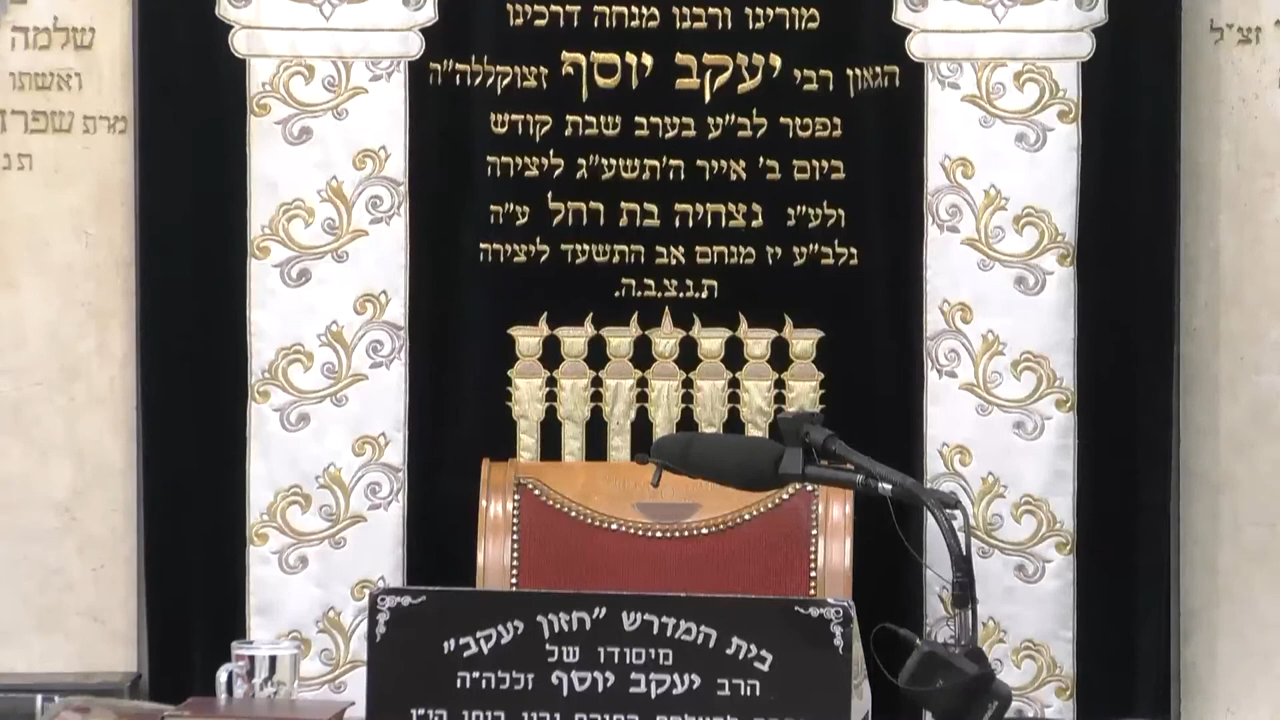 מורינו ורבנו מנחה דרכינו
הגאון רבי יעקב יוסף זצוקללה"ה
נפטר לב"ע בערב שבת קודש
ביום ב' אייר ה'תשע"ג ליצירה
ולע"נ נצחיה בת רחל ע"ה
נלב"ע יז מנחם אב התשעד ליצירה
ת.נ.צ.ב.ה.
שלמה
ואשתו
מרת
זצ"ל
בית המדרש "חזון יעקב"
מיסודו של
הרב יעקב יוסף זללה"ה